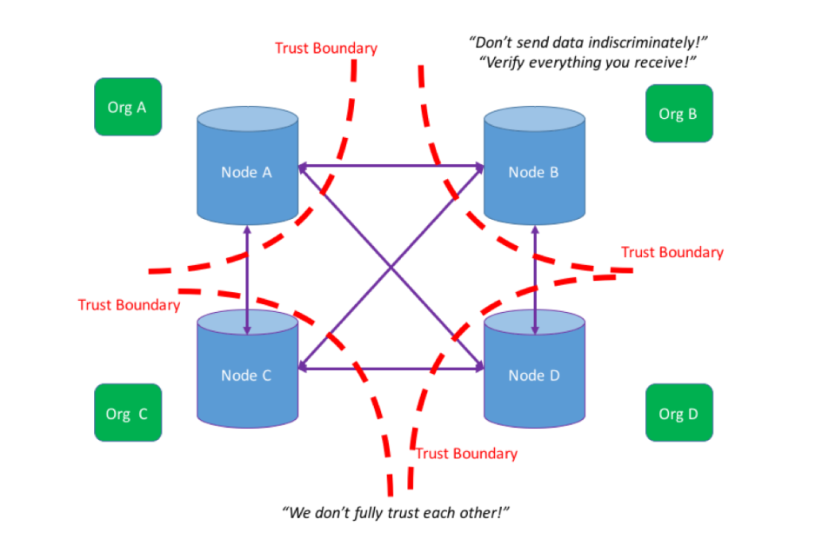 Trust Boundary
“Don’t send data indiscriminately!”
“Verify everything you receive!”
Org A
Org B
Node A
Node B
Trust Boundary
Trust Boundary
Node C
Node D
Org C
Org D
Trust Boundary
“We don’t fully trust each other!”